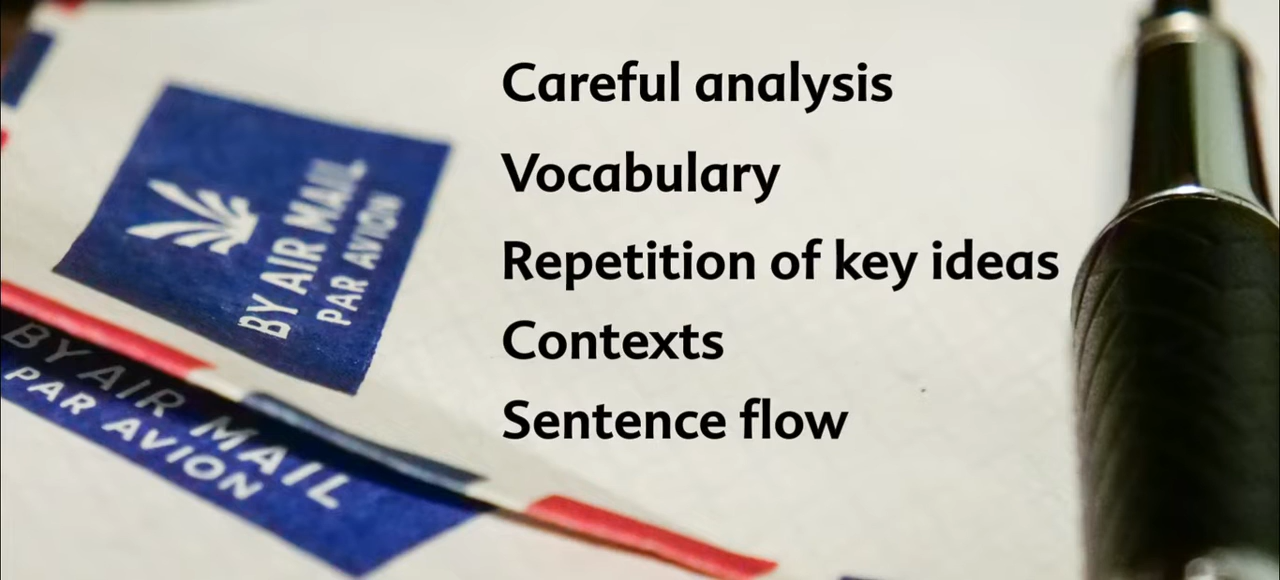 Careful analysis
Vocabulary
Repetition of key ideas
Contexts
Sentence flow
BY AIR MAIL
PAR AVION
BY AIR MAIL
PAR AVION